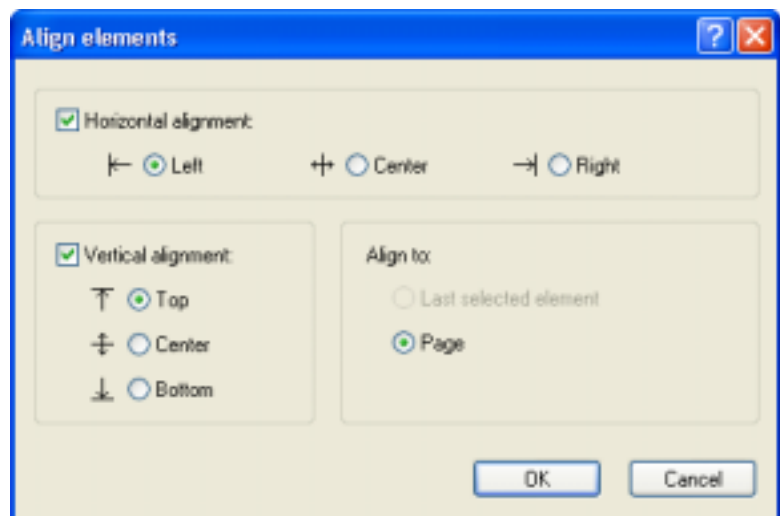 Align elements
Horizontal alignment:
Left Center Right
Vertical alignment:
Top
Center
Bottom
Align to:
Last selected element
Page
OK Cancel